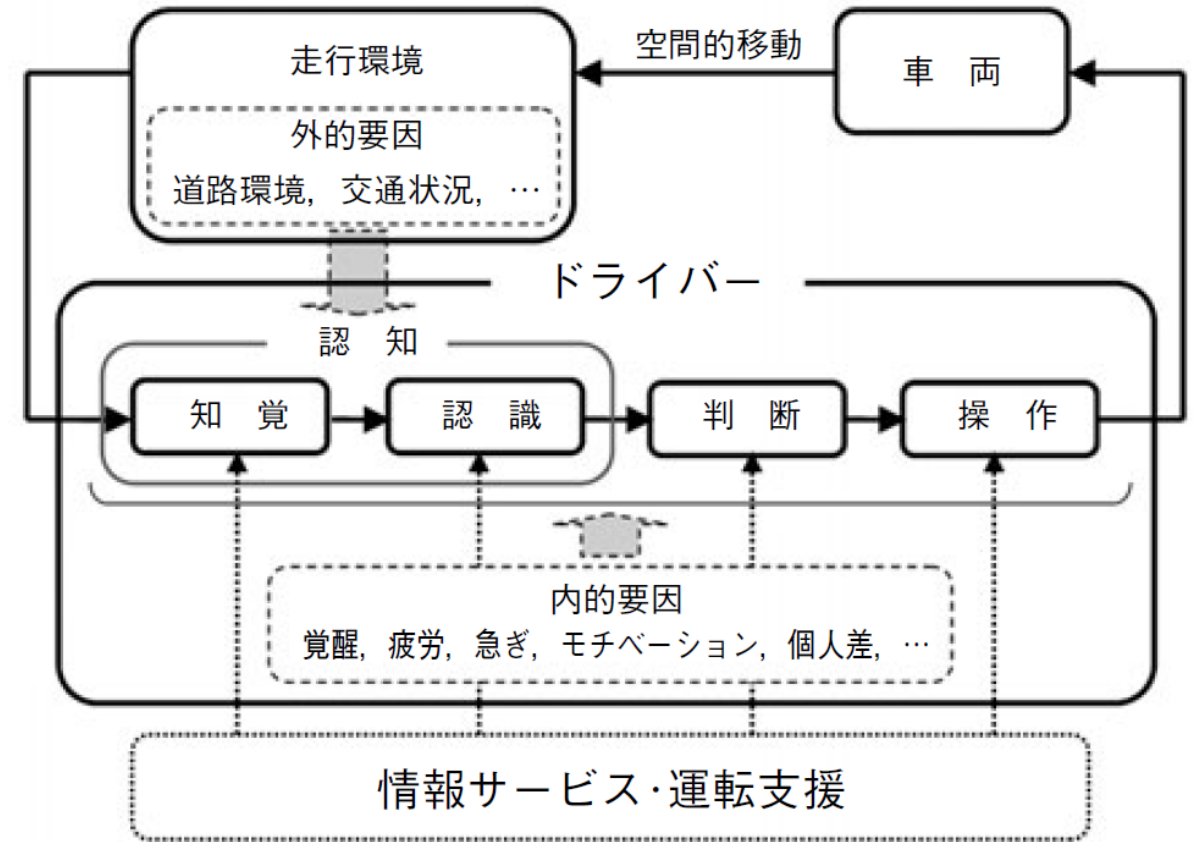 走行環境
外的要因
道路環境, 交通状況, …
空間的移動
車　両
ドライバー
認　知
知　覚
認　識
判　断
操　作
内的要因
覚醒, 疲労, 急ぎ, モチベーション, 個人差, …
情報サービス・運転支援